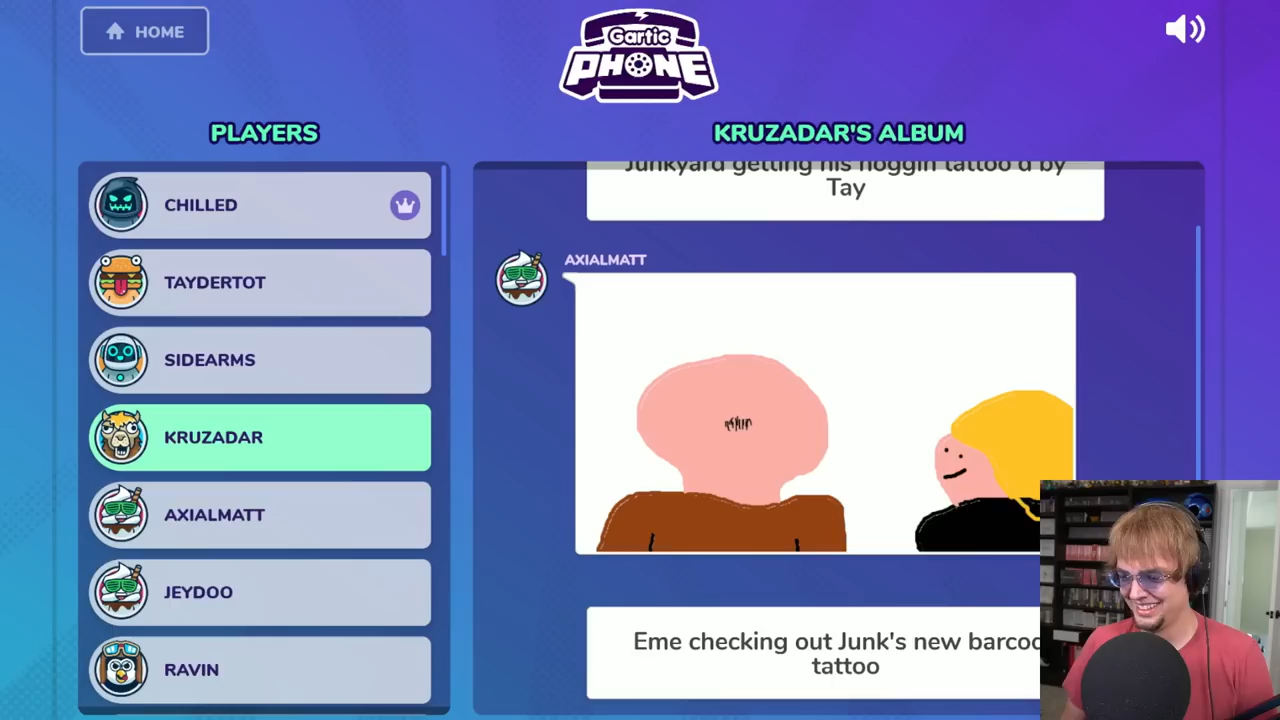 HOME
Gartic
PHONE
PLAYERS
KRUZADAR'S ALBUM
CHILLED
TAYDERTOT
SIDEARMS
KRUZADAR
AXIALMATT
JEYDOO
RAVIN
Junkyard getting his noggin tattoo'd by
Tay
AXIALMATT
Eme checking out Junk's new barco
tattoo